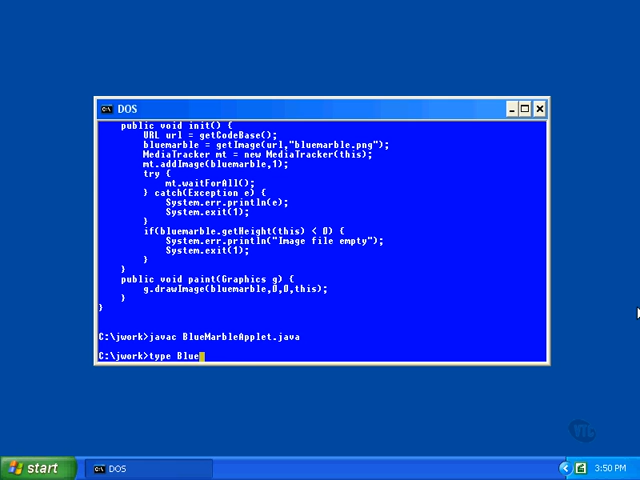 C:\ DOS
public void init() {
URL url = getCodeBase();
bluemarble = getImage(url,"bluemarble.png");
MediaTracker mt = new MediaTracker(this);
mt.addImage(bluemarble,1);
try {
mt.waitForAll();
} catch(Exception e) {
System.err.println(e);
System.exit(1);
}
if(bluemarble.getHeight(this) < 0) {
System.err.println("Image file empty");
System.exit(1);
}
}
public void paint(Graphics g) {
g.drawImage(bluemarble,0,0,this);
}
}
C:\jwork>javac BlueMarbleApplet.java
C:\jwork>type Blue
VTC
start C:\ DOS 3:50 PM